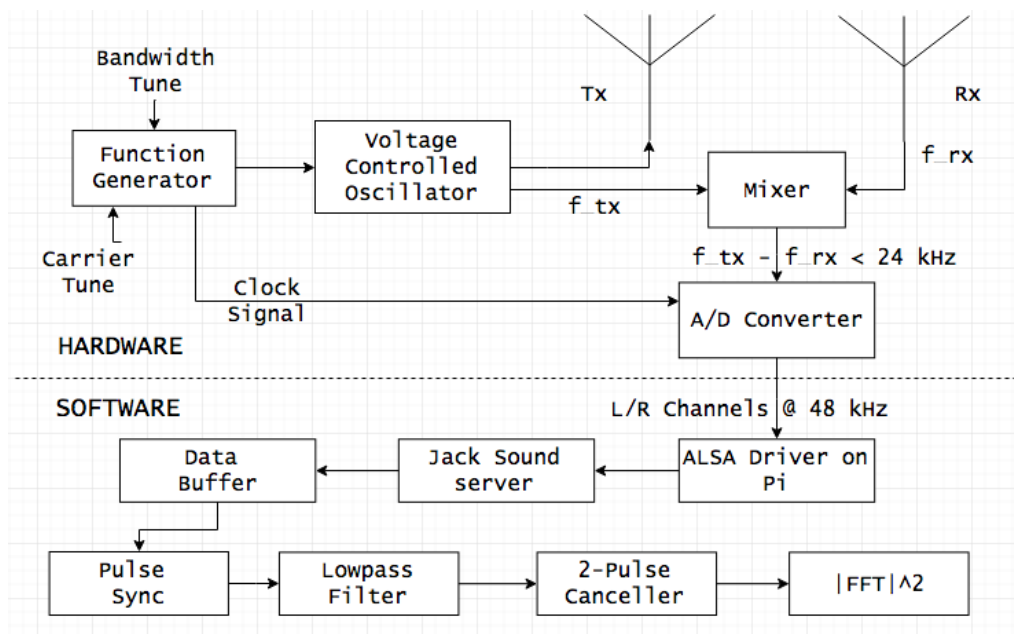 Bandwidth
Tune
Tx
Rx
Function
Generator
Voltage
Controlled
Oscillator
f_rx
Mixer
f_tx
Carrier
Tune
f_tx - f_rx < 24 kHz
Clock
Signal
A/D Converter
HARDWARE
SOFTWARE
L/R Channels @ 48 kHz
Data
Buffer
Jack Sound
server
ALSA Driver on
Pi
Pulse
Sync
Lowpass
Filter
2-Pulse
Canceller
|FFT|^2